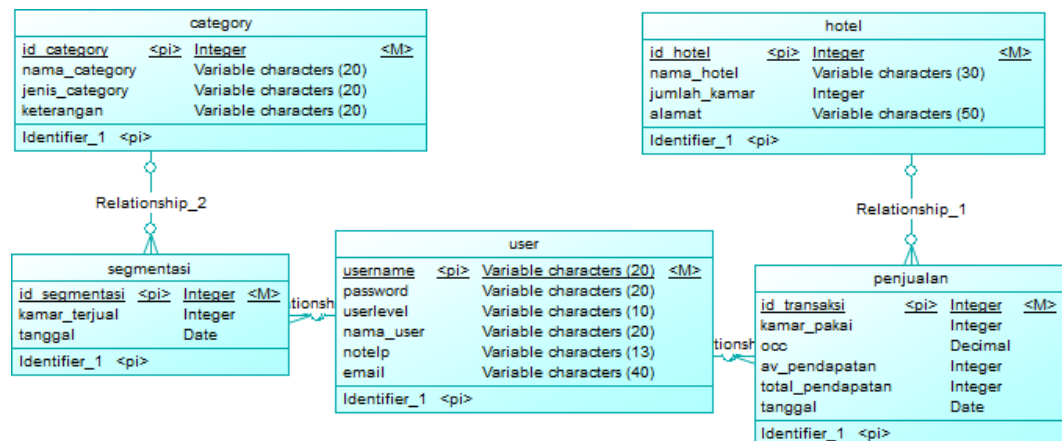 category
id_category <pi> Integer <M>
nama_category Variable characters (20)
jenis_category Variable characters (20)
keterangan Variable characters (20)
Identifier_1 <pi>
hotel
id_hotel <pi> Integer <M>
nama_hotel Variable characters (30)
jumlah_kamar Integer
alamat Variable characters (50)
Identifier_1 <pi>
Relationship_2
Relationship_1
segmentasi
id_segmentasi <pi> Integer <M>
kamar_terjual Integer
tanggal Date
Identifier_1 <pi>
tionsh
user
username <pi> Variable characters (20) <M>
password Variable characters (20)
userlevel Variable characters (10)
nama_user Variable characters (20)
notelp Variable characters (13)
email Variable characters (40)
Identifier_1 <pi>
tionsh
penjualan
id_transaksi <pi> Integer <M>
kamar_pakai Integer
occ Decimal
av_pendapatan Integer
total_pendapatan Integer
tanggal Date
Identifier_1 <pi>